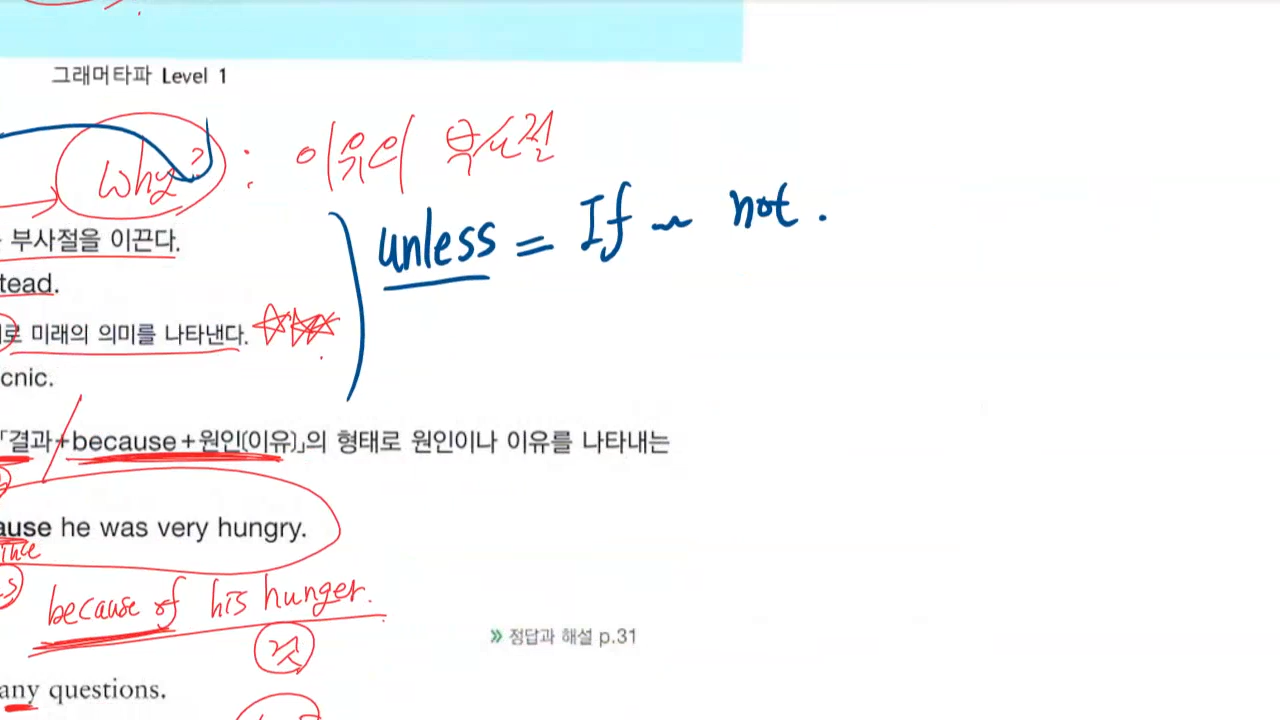 그래머타파 Level 1
Why? : 이유의 부사절
unless = If ~ not.
부사절을 이끈다.
tead.
로 미래의 의미를 나타낸다.
cnic.
「결과+because+원인(이유)」의 형태로 원인이나 이유를 나타내는
ause he was very hungry.
because of his hunger.
» 정답과 해설 p.31
것
any questions.